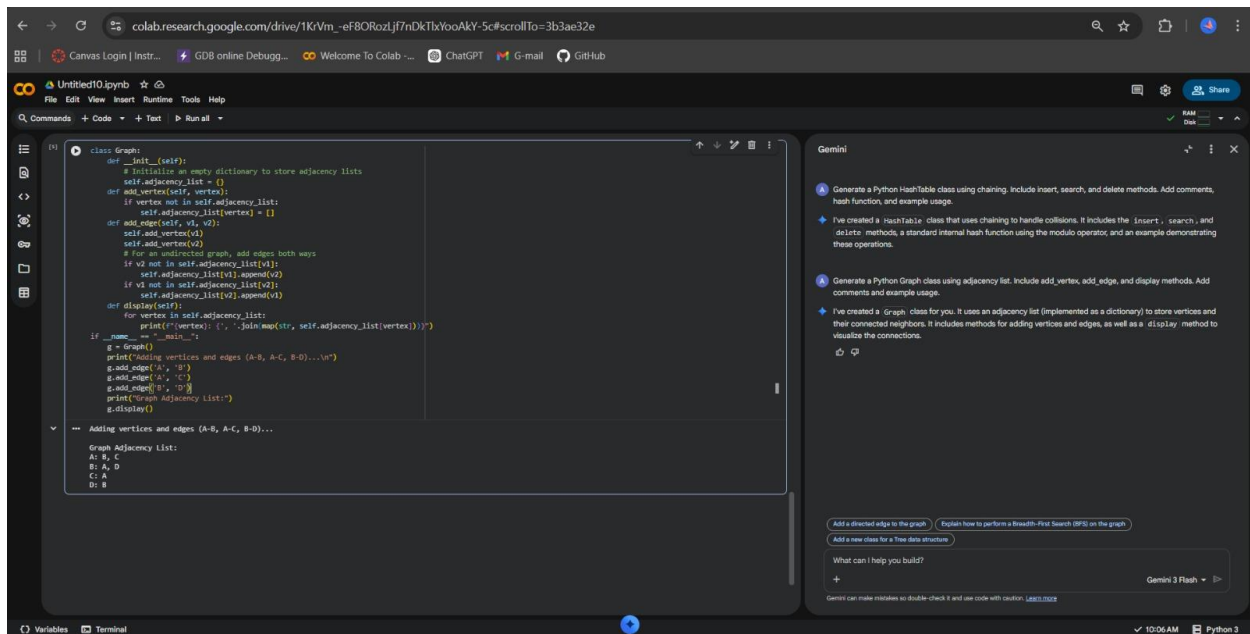 colab.research.google.com/drive/1KrVm_-eF8ORozLjf7nDkTlxYooAkY-5c#scrollTo=3b3ae32e
Canvas Login | Instr...
GDB online Debugg...
Welcome To Colab -...
ChatGPT
G-mail
GitHub
Untitled10.ipynb
File Edit View Insert Runtime Tools Help
Share
Commands + Code + Text Run all
RAM
Disk
class Graph:
def __init__(self):
# Initialize an empty dictionary to store adjacency lists
self.adjacency_list = {}
def add_vertex(self, vertex):
if vertex not in self.adjacency_list:
self.adjacency_list[vertex] = []
def add_edge(self, v1, v2):
self.add_vertex(v1)
self.add_vertex(v2)
# For an undirected graph, add edges both ways
if v2 not in self.adjacency_list[v1]:
self.adjacency_list[v1].append(v2)
if v1 not in self.adjacency_list[v2]:
self.adjacency_list[v2].append(v1)
def display(self):
for vertex in self.adjacency_list:
print(f"{vertex}: {', '.join(map(str, self.adjacency_list[vertex]))}")
if __name__ == "__main__":
g = Graph()
print("Adding vertices and edges (A-B, A-C, B-D)...\n")
g.add_edge('A', 'B')
g.add_edge('A', 'C')
g.add_edge('B', 'D')
print("Graph Adjacency List:")
g.display()
Adding vertices and edges (A-B, A-C, B-D)...
Graph Adjacency List:
A: B, C
B: A, D
C: A
D: B
Gemini
A Generate a Python HashTable class using chaining. Include insert, search, and delete methods. Add comments,
hash function, and example usage.
I've created a HashTable class that uses chaining to handle collisions. It includes the insert, search, and
delete methods, a standard internal hash function using the modulo operator, and an example demonstrating
these operations.
A Generate a Python Graph class using adjacency list. Include add_vertex, add_edge, and display methods. Add
comments and example usage.
I've created a Graph class for you. It uses an adjacency list (implemented as a dictionary) to store vertices and
their connected neighbors. It includes methods for adding vertices and edges, as well as a display method to
visualize the connections.
Add a directed edge to the graph
Explain how to perform a Breadth-First Search (BFS) on the graph
Add a new class for a Tree data structure
What can I help you build?
+ Gemini 3 Flash
Gemini can make mistakes so double-check it and use code with caution. Learn more
Variables Terminal
10:06 AM Python 3